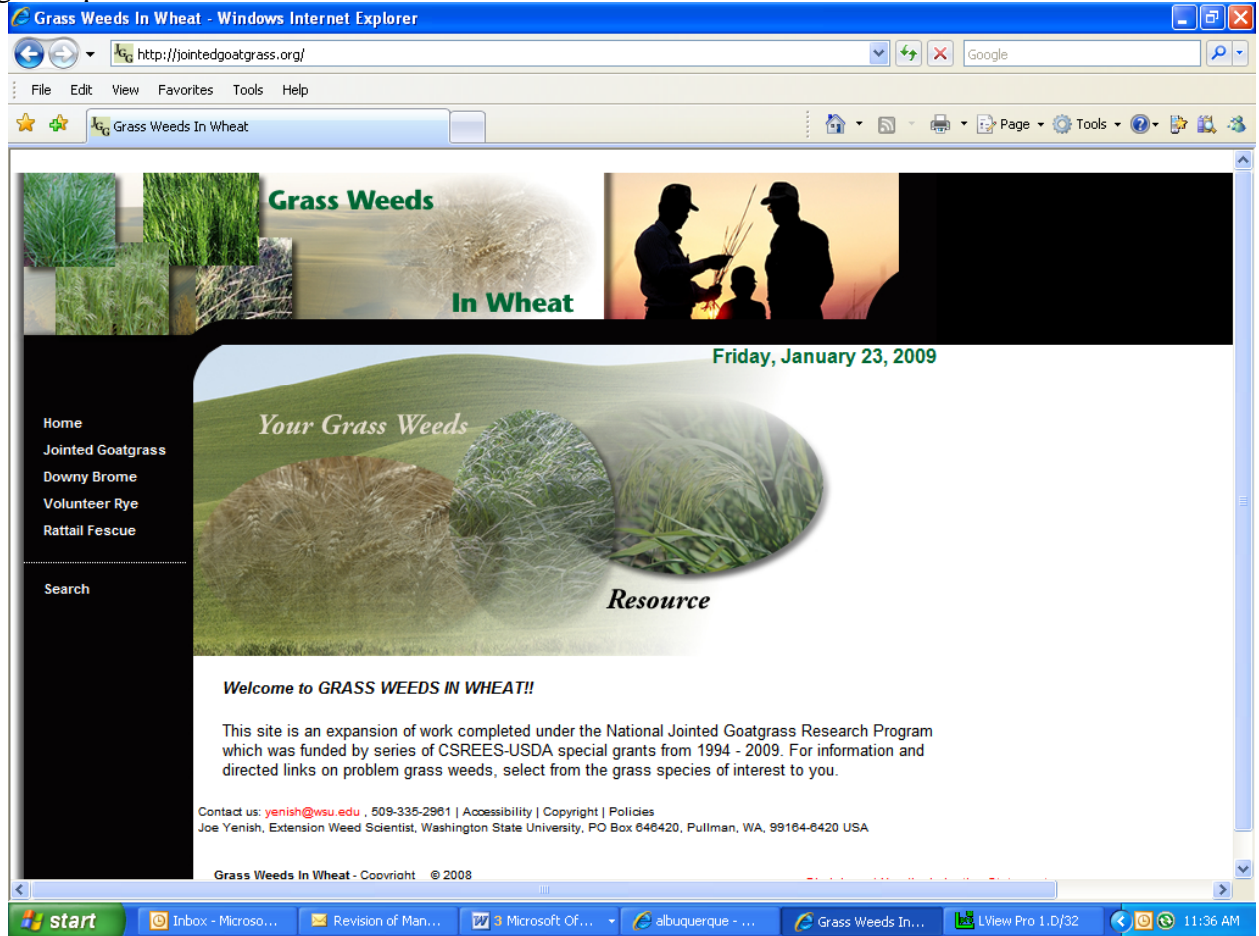 Grass Weeds In Wheat - Windows Internet Explorer
http://jointedgoatgrass.org/
Google
File Edit View Favorites Tools Help
Grass Weeds In Wheat
Page Tools
Grass Weeds
In Wheat
Friday, January 23, 2009
Home
Jointed Goatgrass
Downy Brome
Volunteer Rye
Rattail Fescue
Search
Your Grass Weeds
Resource
Welcome to GRASS WEEDS IN WHEAT!!
This site is an expansion of work completed under the National Jointed Goatgrass Research Program
which was funded by series of CSREES-USDA special grants from 1994 - 2009. For information and
directed links on problem grass weeds, select from the grass species of interest to you.
Contact us: yenish@wsu.edu , 509-335-2961 | Accessibility | Copyright | Policies
Joe Yenish, Extension Weed Scientist, Washington State University, PO Box 646420, Pullman, WA, 99164-6420 USA
Grass Weeds In Wheat - Copyright © 2008
start Inbox - Microso... Revision of Man... 3 Microsoft Of... albuquerque - ... Grass Weeds In... LView Pro 1.D/32 11:36 AM